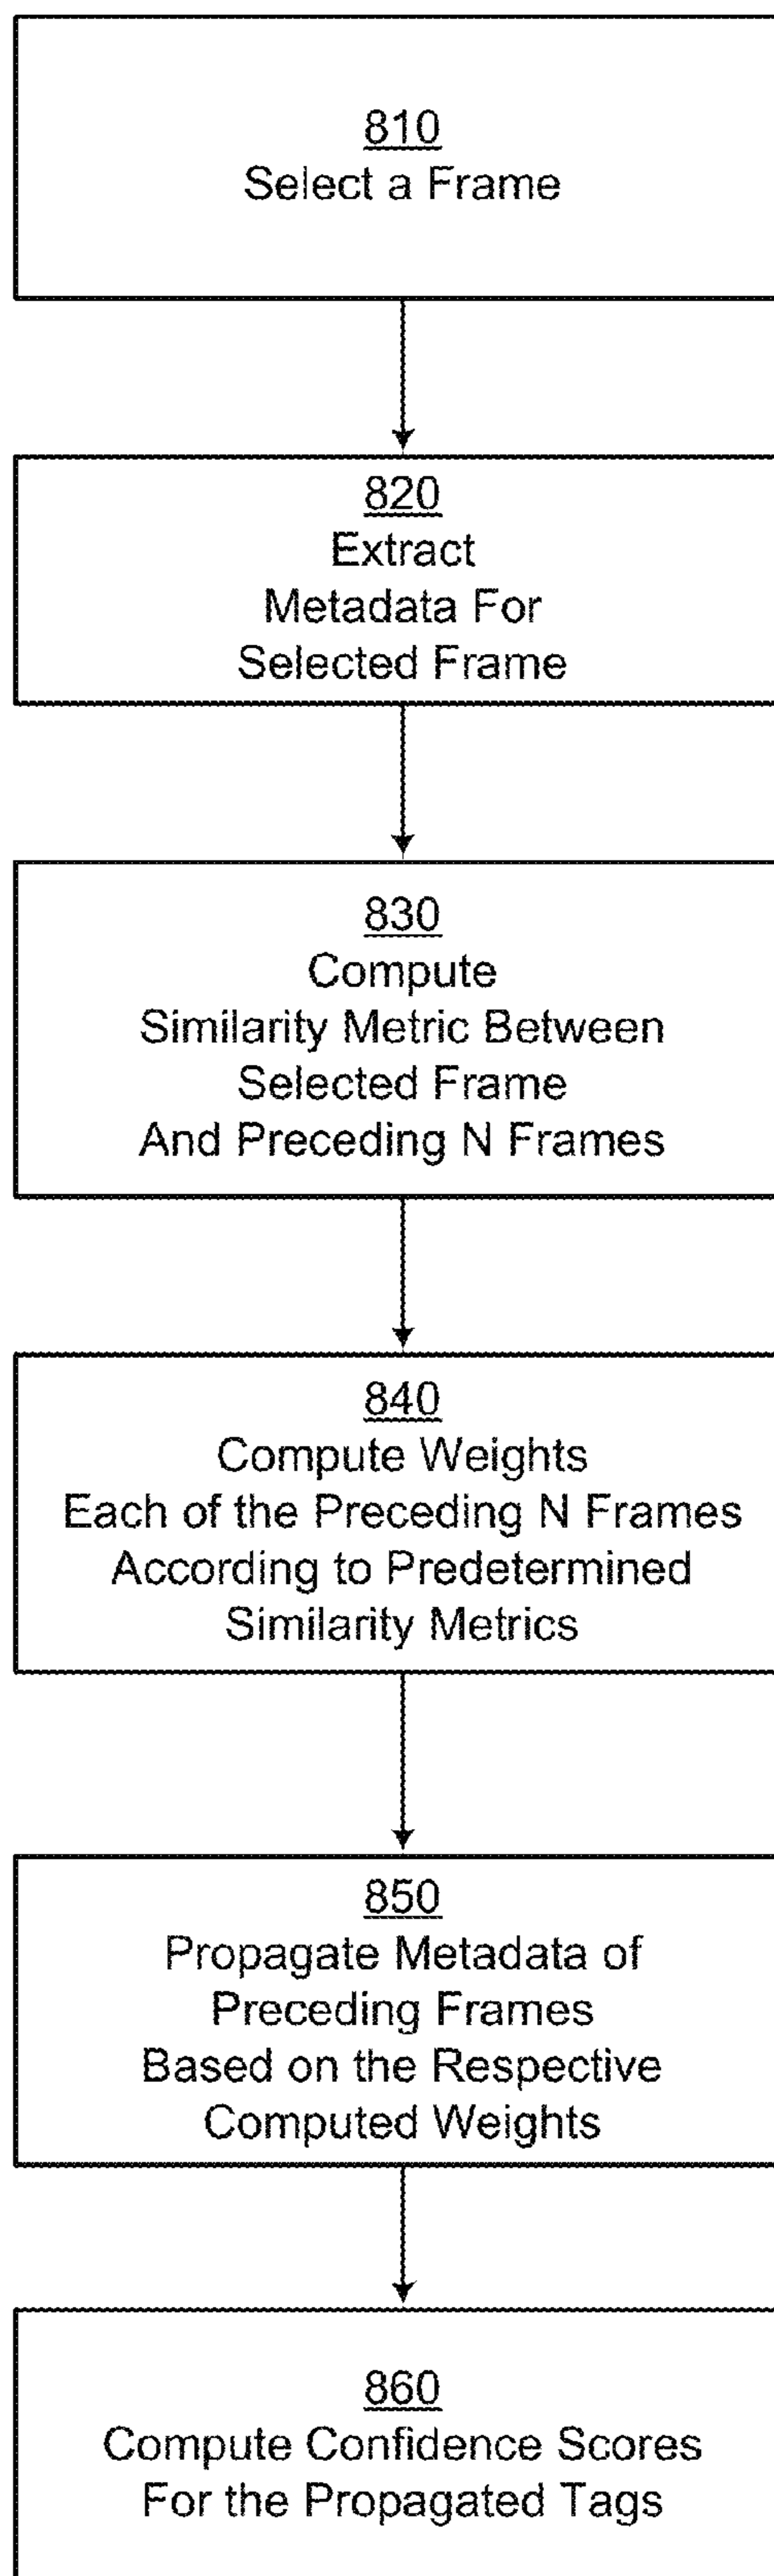 810
Select a Frame
820
Extract
Metadata For
Selected Frame
830
Compute
Similarity Metric Between
Selected Frame
And Preceding N Frames
840
Compute Weights
Each of the Preceding N Frames
According to Predetermined
Similarity Metrics
850
Propagate Metadata of
Preceding Frames
Based on the Respective
Computed Weights
860
Compute Confidence Scores
For the Propagated Tags